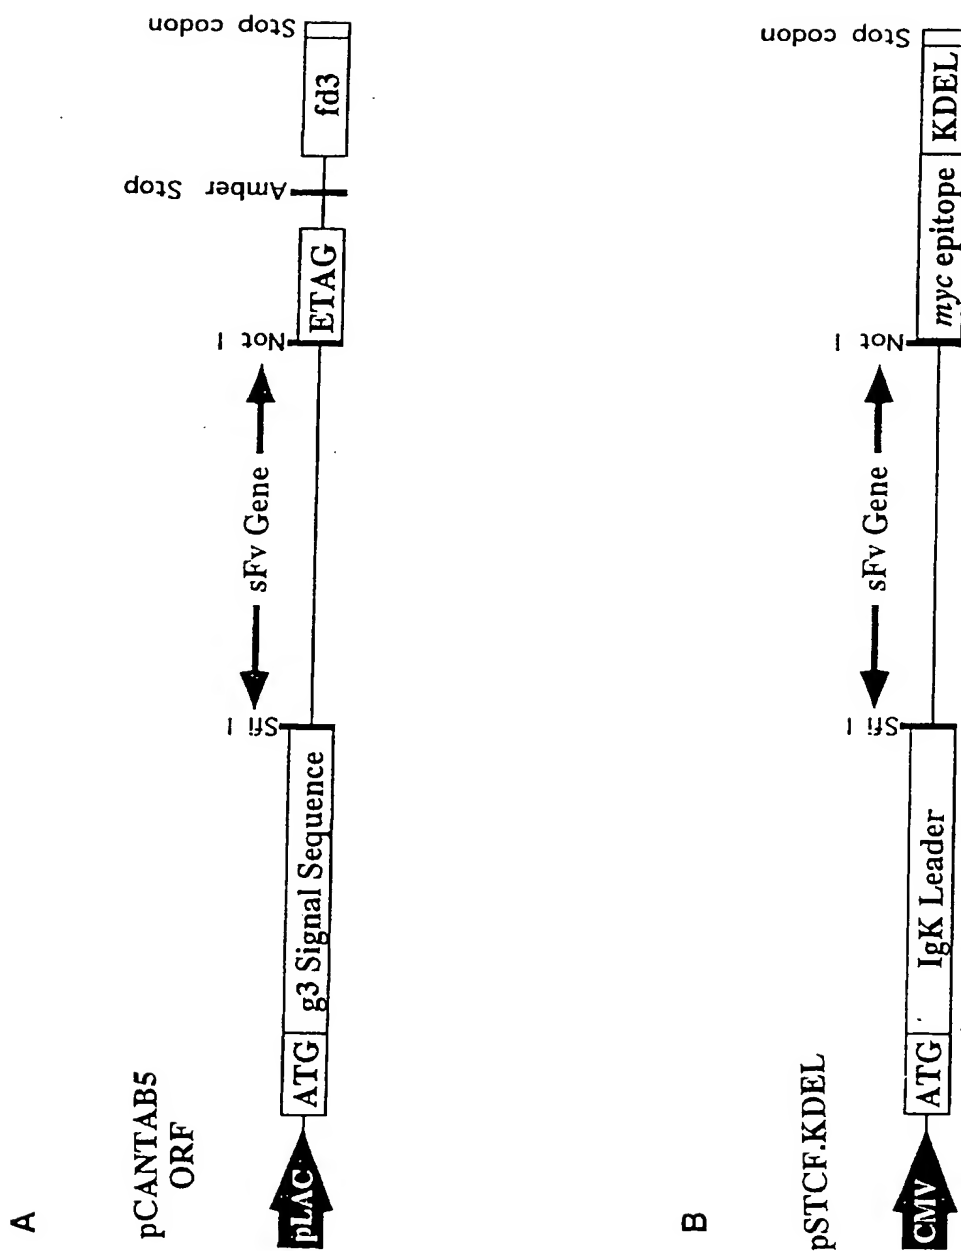 A
pCANTAB5
ORF
pLAC
ATG
g3 Signal Sequence
Sfi I
sFv Gene
Not I
ETAG
Amber Stop
fd3
Stop codon
B
pSTCF.KDEL
CMV
ATG
IgK Leader
Sfi I
sFv Gene
Not I
myc epitope
KDEL
Stop codon